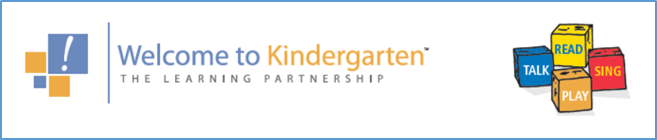 !
Welcome to Kindergarten™
THE LEARNING PARTNERSHIP
READ
TALK
SING
PLAY